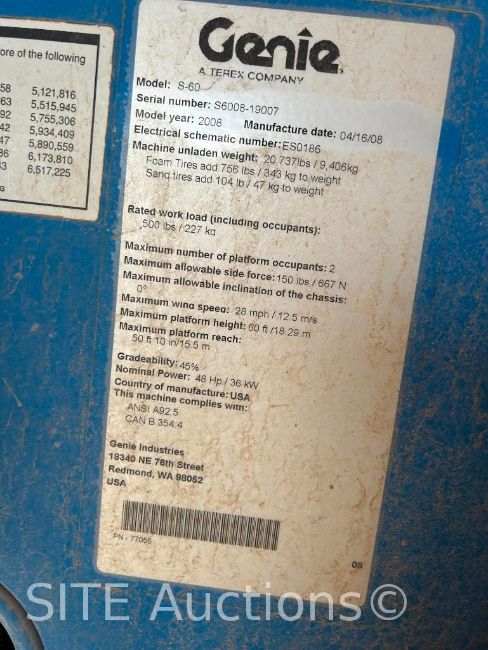 ore of the following
58 5,121,816
63 5,515,945
92 5,755,306
42 5,934,409
47 5,890,559
86 6,173,810
43 6,517,225
G
Genie
A TEREX COMPANY
Model: S-60
Serial number: S6008-19007
Model year: 2008 Manufacture date: 04/16/08
Electrical schematic number: ES0186
Machine unladen weight: 20,737lbs / 9,406kg
Foam Tires add 756 lbs / 343 kg to weight
Sand tires add 104 lb / 47 kg to weight
Rated work load (including occupants):
500 lbs / 227 kg
Maximum number of platform occupants: 2
Maximum allowable side force: 150 lbs / 667 N
Maximum allowable inclination of the chassis:
0°
Maximum wind speed: 28 mph / 12.5 m/s
Maximum platform height: 60 ft / 18.29 m
Maximum platform reach:
50 ft 10 in/15.5 m
Gradeability: 45%
Nominal Power: 48 Hp / 36 kW
Country of manufacture: USA
This machine complies with:
ANSI A92.5
CAN B.354.4
Genie Industries
18340 NE 76th Street
Redmond, WA 98052
USA
PN - 77055
08
SITE Auctions©